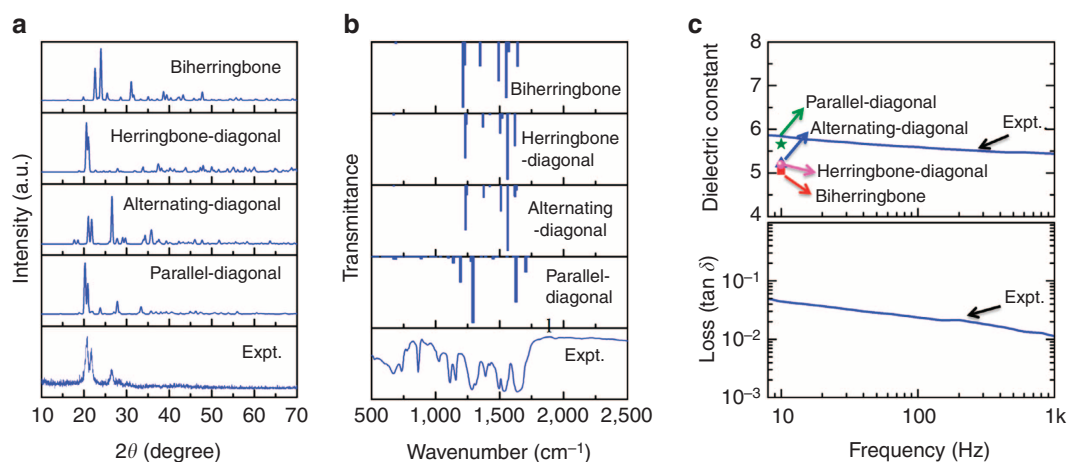 a
Intensity (a.u.)
Biherringbone
Herringbone-diagonal
Alternating-diagonal
Parallel-diagonal
Expt.
10 20 30 40 50 60 70
2θ (degree)
b
Transmittance
Biherringbone
Herringbone
-diagonal
Alternating
-diagonal
Parallel-
diagonal
1
Expt.
500 1,000 1,500 2,000 2,500
Wavenumber (cm⁻¹)
c
Dielectric constant
8
7
6
5
4
Parallel-diagonal
Alternating-diagonal
Expt.
Herringbone-diagonal
Biherringbone
Loss (tan δ)
10⁻¹
10⁻²
10⁻³
Expt.
10 100 1k
Frequency (Hz)